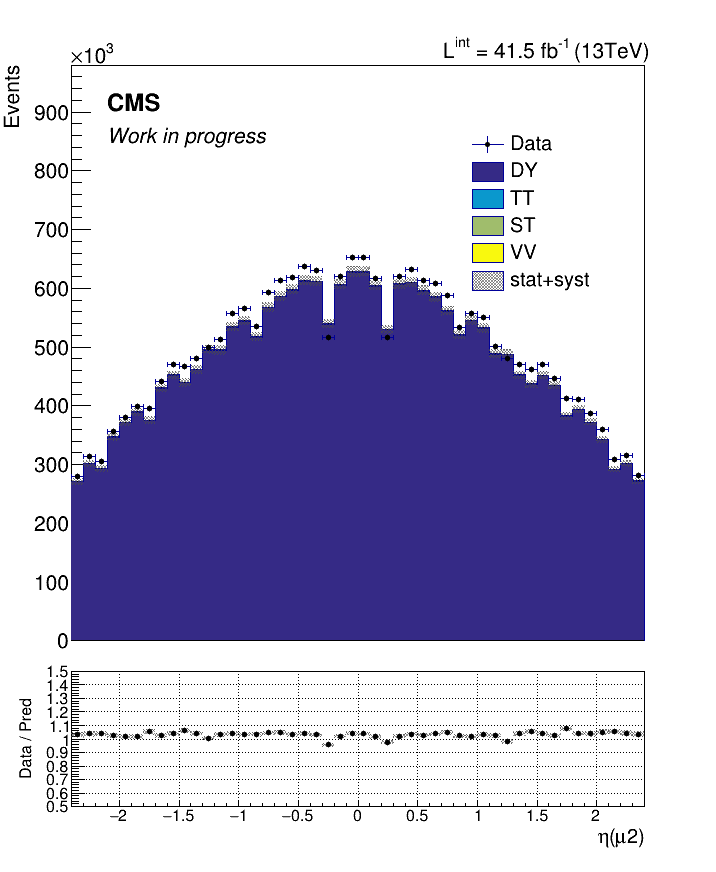 ×10³
L^int = 41.5 fb⁻¹ (13TeV)
Events
CMS
Work in progress
Data
DY
TT
ST
VV
stat+syst
900
800
700
600
500
400
300
200
100
0
Data / Pred
1.5
1.4
1.3
1.2
1.1
1
0.9
0.8
0.7
0.6
0.5
−2 −1.5 −1 −0.5 0 0.5 1 1.5 2
η(μ2)